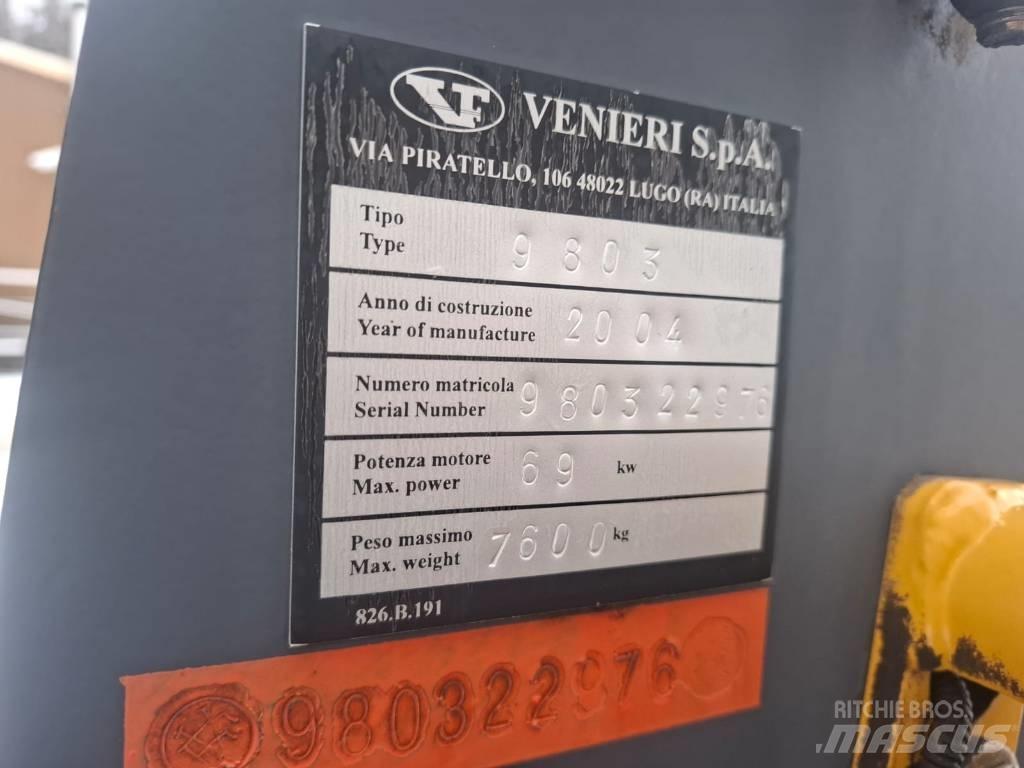 VF VENIERI S.p.A.
VIA PIRATELLO, 106 48022 LUGO (RA) ITALIA
Tipo
Type 9803
Anno di costruzione
Year of manufacture 2004
Numero matricola
Serial Number 980322976
Potenza motore
Max. power 69 kw
Peso massimo
Max. weight 7600 kg
826.B.191
980322976
RITCHIE BROS.
MASCUS